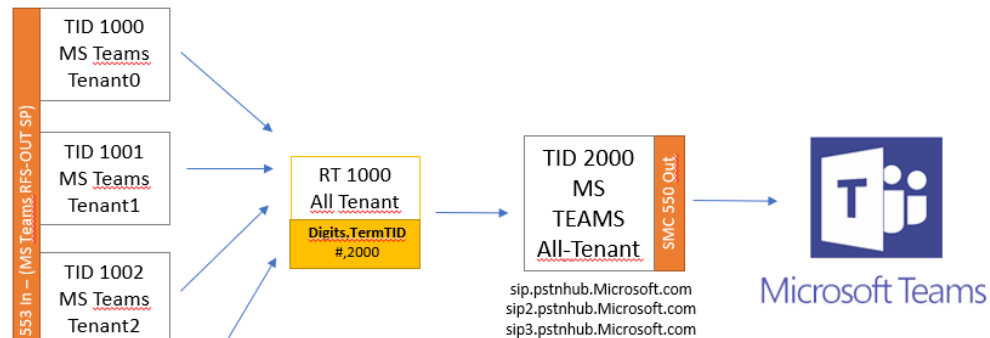 553 In – (MS Teams RFS-OUT SP)
TID 1000
MS Teams
Tenant0
TID 1001
MS Teams
Tenant1
TID 1002
MS Teams
Tenant2
RT 1000
All Tenant
Digits.TermTID
#,2000
TID 2000
MS
TEAMS
All-Tenant
SMC 550 Out
sip.pstnhub.Microsoft.com
sip2.pstnhub.Microsoft.com
sip3.pstnhub.Microsoft.com
T
Microsoft Teams